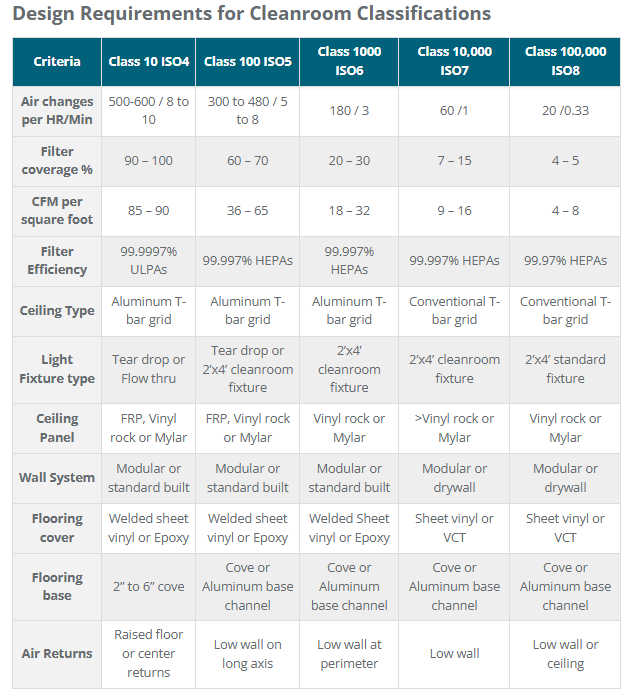 Design Requirements for Cleanroom Classifications
Criteria
Class 10 ISO4
Class 100 ISO5
Class 1000
ISO6
Class 10,000
ISO7
Class 100,000
ISO8
Air changes
per HR/Min
500-600 / 8 to
10
300 to 480 / 5
to 8
180 / 3
60 /1
20 /0.33
Filter
coverage %
90 – 100
60 – 70
20 – 30
7 – 15
4 – 5
CFM per
square foot
85 – 90
36 – 65
18 – 32
9 – 16
4 – 8
Filter
Efficiency
99.9997%
ULPAs
99.997% HEPAs
99.997%
HEPAs
99.997% HEPAs
99.97% HEPAs
Ceiling Type
Aluminum T-
bar grid
Aluminum T-
bar grid
Aluminum T-
bar grid
Conventional T-
bar grid
Conventional T-
bar grid
Light
Fixture type
Tear drop or
Flow thru
Tear drop or
2’x4’ cleanroom
fixture
2’x4’
cleanroom
fixture
2’x4’ cleanroom
fixture
2’x4’ standard
fixture
Ceiling
Panel
FRP, Vinyl
rock or Mylar
FRP, Vinyl rock
or Mylar
Vinyl rock or
Mylar
>Vinyl rock or
Mylar
Vinyl rock or
Mylar
Wall System
Modular or
standard built
Modular or
standard built
Modular or
standard built
Modular or
drywall
Modular or
drywall
Flooring
cover
Welded sheet
vinyl or Epoxy
Welded sheet
vinyl or Epoxy
Welded Sheet
vinyl or Epoxy
Sheet vinyl or
VCT
Sheet vinyl or
VCT
Flooring
base
2” to 6” cove
Cove or
Aluminum base
channel
Cove or
Aluminum
base channel
Cove or
Aluminum base
channel
Cove or
Aluminum base
channel
Air Returns
Raised floor
or center
returns
Low wall on
long axis
Low wall at
perimeter
Low wall
Low wall or
ceiling